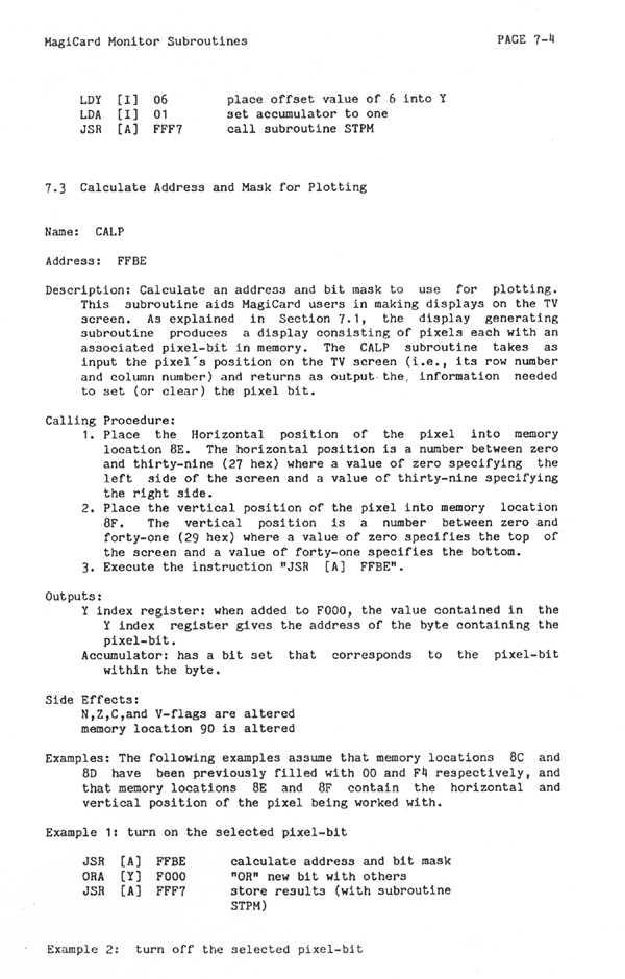 MagiCard Monitor Subroutines PAGE 7-4
LDY [I] 06 place offset value of 6 into Y
LDA [I] 01 set accumulator to one
JSR [A] FFF7 call subroutine STPM
7.3 Calculate Address and Mask for Plotting
Name: CALP
Address: FFBE
Description: Calculate an address and bit mask to use for plotting.
This subroutine aids MagiCard users in making displays on the TV
screen. As explained in Section 7.1, the display generating
subroutine produces a display consisting of pixels each with an
associated pixel-bit in memory. The CALP subroutine takes as
input the pixel's position on the TV screen (i.e., its row number
and column number) and returns as output the, information needed
to set (or clear) the pixel bit.
Calling Procedure:
1. Place the Horizontal position of the pixel into memory
location 8E. The horizontal position is a number between zero
and thirty-nine (27 hex) where a value of zero specifying the
left side of the screen and a value of thirty-nine specifying
the right side.
2. Place the vertical position of the pixel into memory location
8F. The vertical position is a number between zero and
forty-one (29 hex) where a value of zero specifies the top of
the screen and a value of forty-one specifies the bottom.
3. Execute the instruction "JSR [A] FFBE".
Outputs:
Y index register: when added to F000, the value contained in the
Y index register gives the address of the byte containing the
pixel-bit.
Accumulator: has a bit set that corresponds to the pixel-bit
within the byte.
Side Effects:
N,Z,C,and V-flags are altered
memory location 90 is altered
Examples: The following examples assume that memory locations 8C and
8D have been previously filled with 00 and F4 respectively, and
that memory locations 8E and 8F contain the horizontal and
vertical position of the pixel being worked with.
Example 1: turn on the selected pixel-bit
JSR [A] FFBE calculate address and bit mask
ORA [Y] F000 "OR" new bit with others
JSR [A] FFF7 store results (with subroutine
STPM)
Example 2: turn off the selected pixel-bit